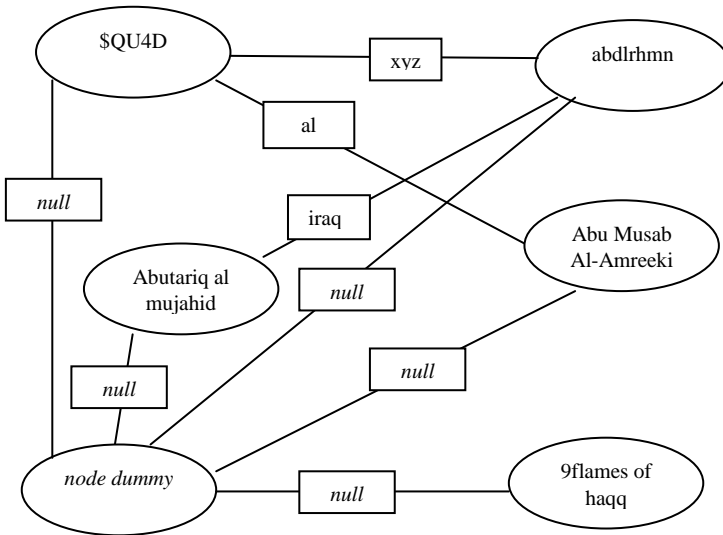 $QU4D
xyz
abdlrhmn
al
null
iraq
Abu Musab
Al-Amreeki
Abutariq al
mujahid
null
null
null
node dummy
null
9flames of
haqq